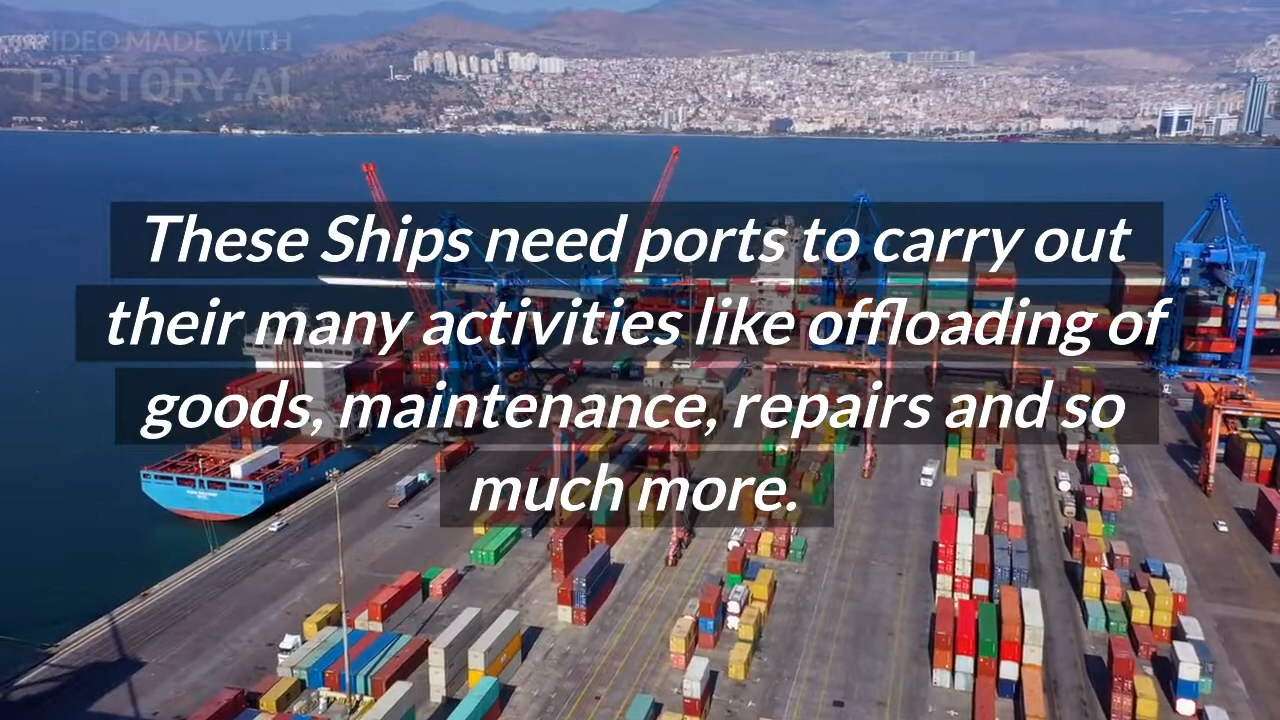 VIDEO MADE WITH
PICTORY.AI
These Ships need ports to carry out
their many activities like offloading of
goods, maintenance, repairs and so
much more.